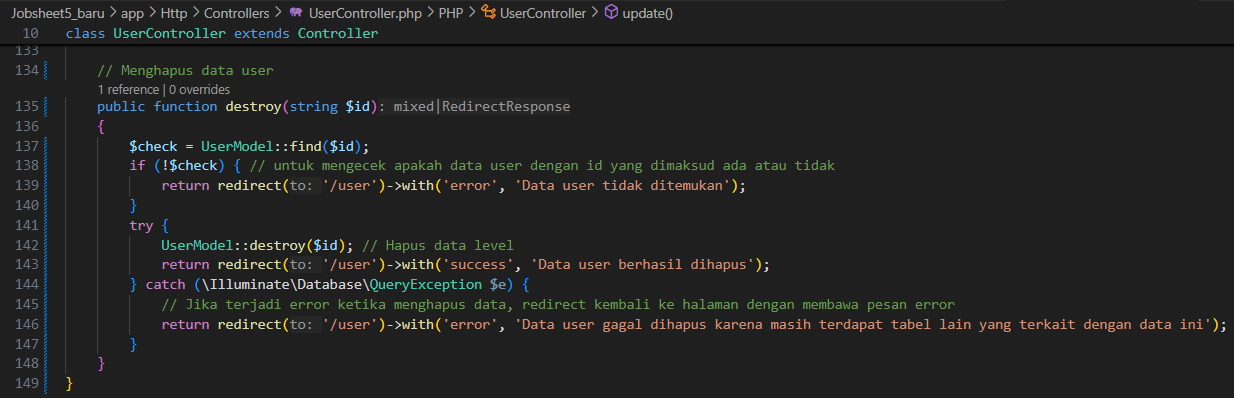 Jobsheet5_baru > app > Http > Controllers > UserController.php > PHP > UserController > update()
10 class UserController extends Controller
133
134 // Menghapus data user
1 reference | 0 overrides
135 public function destroy(string $id): mixed|RedirectResponse
136 {
137 $check = UserModel::find($id);
138 if (!$check) { // untuk mengecek apakah data user dengan id yang dimaksud ada atau tidak
139 return redirect(to: '/user')->with('error', 'Data user tidak ditemukan');
140 }
141 try {
142 UserModel::destroy($id); // Hapus data level
143 return redirect(to: '/user')->with('success', 'Data user berhasil dihapus');
144 } catch (\Illuminate\Database\QueryException $e) {
145 // Jika terjadi error ketika menghapus data, redirect kembali ke halaman dengan membawa pesan error
146 return redirect(to: '/user')->with('error', 'Data user gagal dihapus karena masih terdapat tabel lain yang terkait dengan data ini');
147 }
148 }
149 }